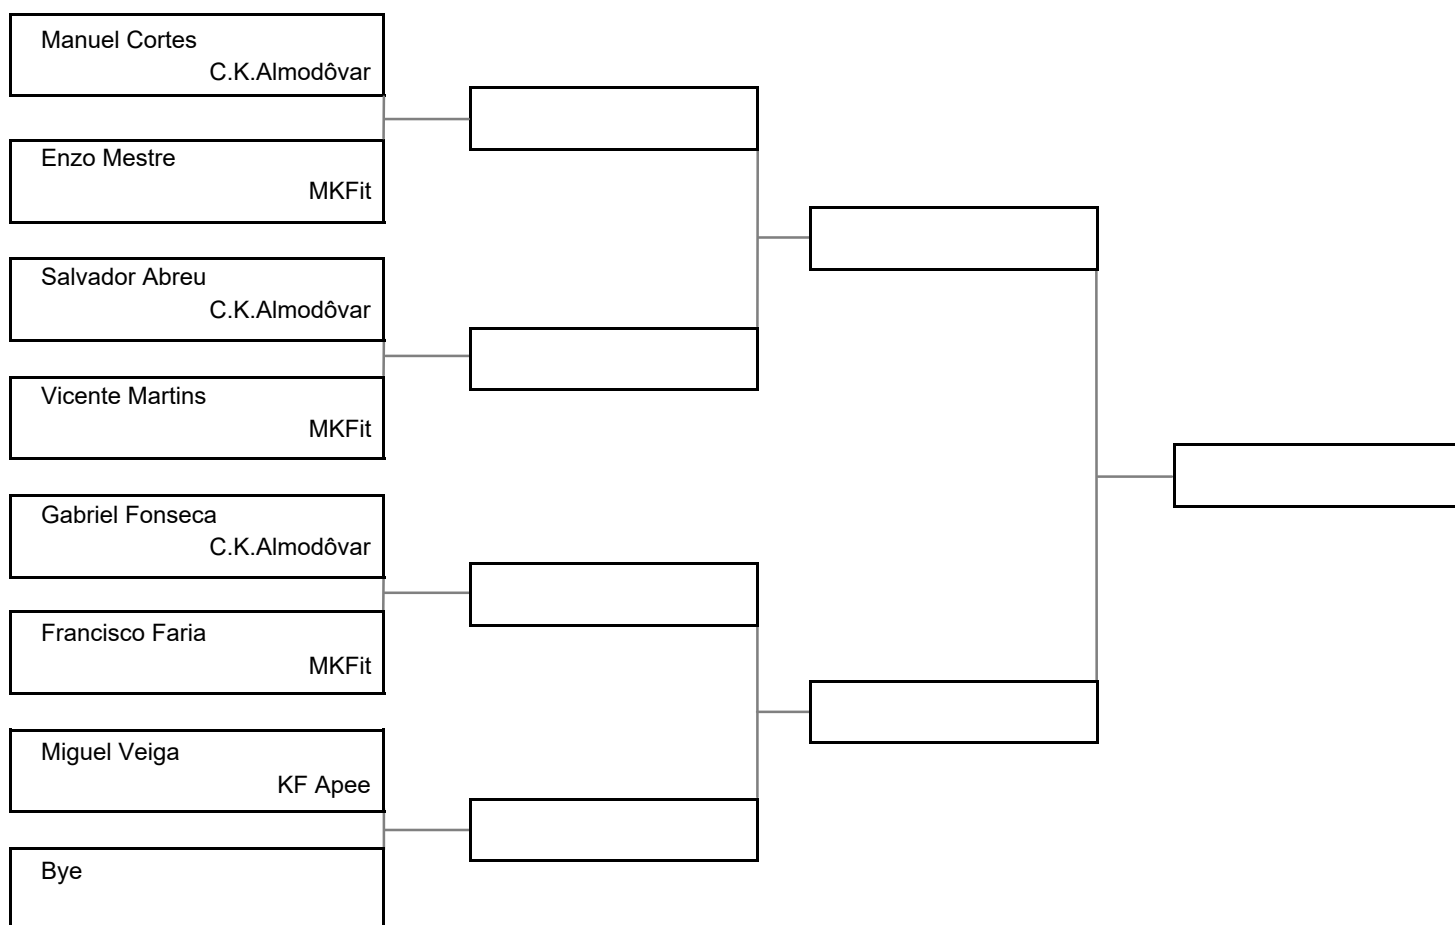 Manuel Cortes
C.K.Almodôvar
Enzo Mestre
MKFit
Salvador Abreu
C.K.Almodôvar
Vicente Martins
MKFit
Gabriel Fonseca
C.K.Almodôvar
Francisco Faria
MKFit
Miguel Veiga
KF Apee
Bye